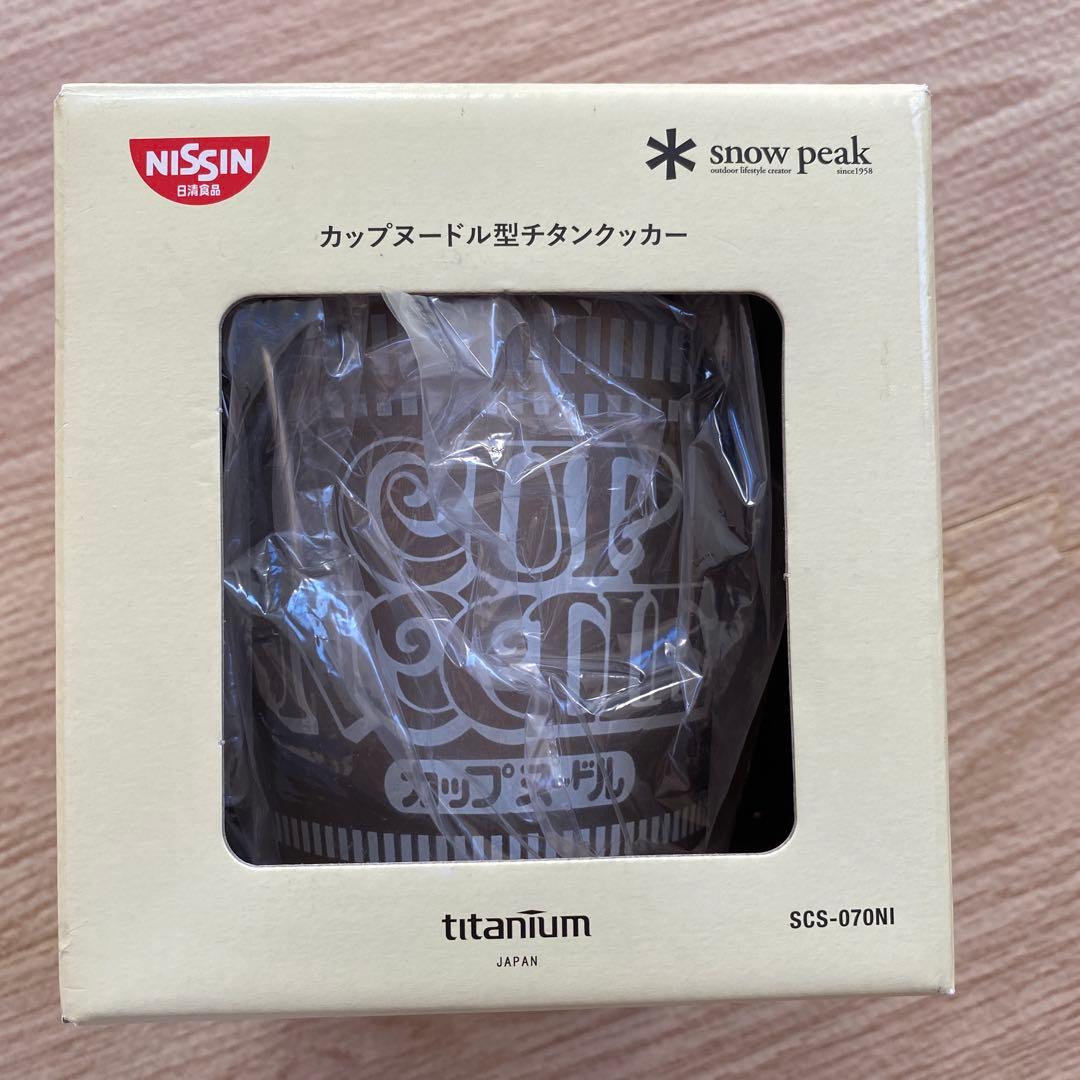 NISSIN
日清食品
snow peak
outdoor lifestyle creator since1958
カップヌードル型チタンクッカー
CUP
NOODLE
カップヌードル
titanium
JAPAN
SCS-070NI